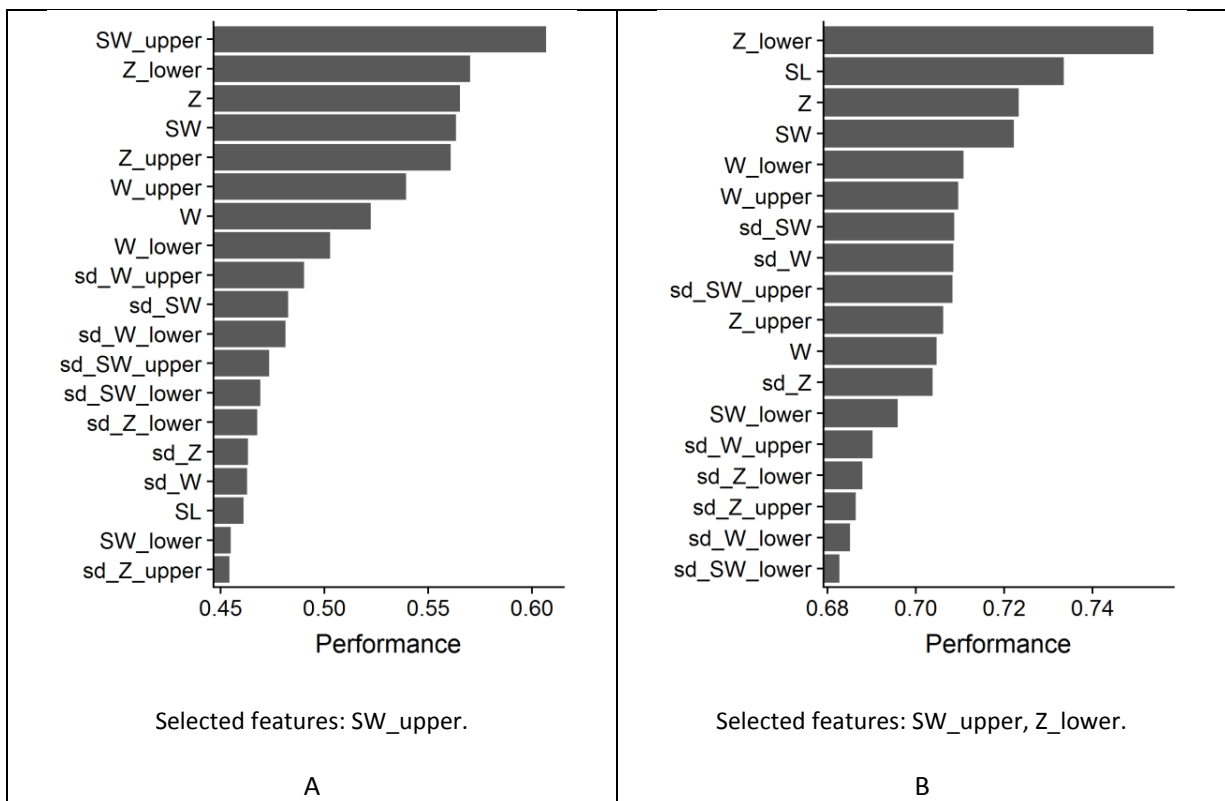 SW_upper
Z_lower
Z
SW
Z_upper
W_upper
W
W_lower
sd_W_upper
sd_SW
sd_W_lower
sd_SW_upper
sd_SW_lower
sd_Z_lower
sd_Z
sd_W
SL
SW_lower
sd_Z_upper
0.45 0.50 0.55 0.60
Performance
Selected features: SW_upper.
A
Z_lower
SL
Z
SW
W_lower
W_upper
sd_SW
sd_W
sd_SW_upper
Z_upper
W
sd_Z
SW_lower
sd_W_upper
sd_Z_lower
sd_Z_upper
sd_W_lower
sd_SW_lower
0.68 0.70 0.72 0.74
Performance
Selected features: SW_upper, Z_lower.
B